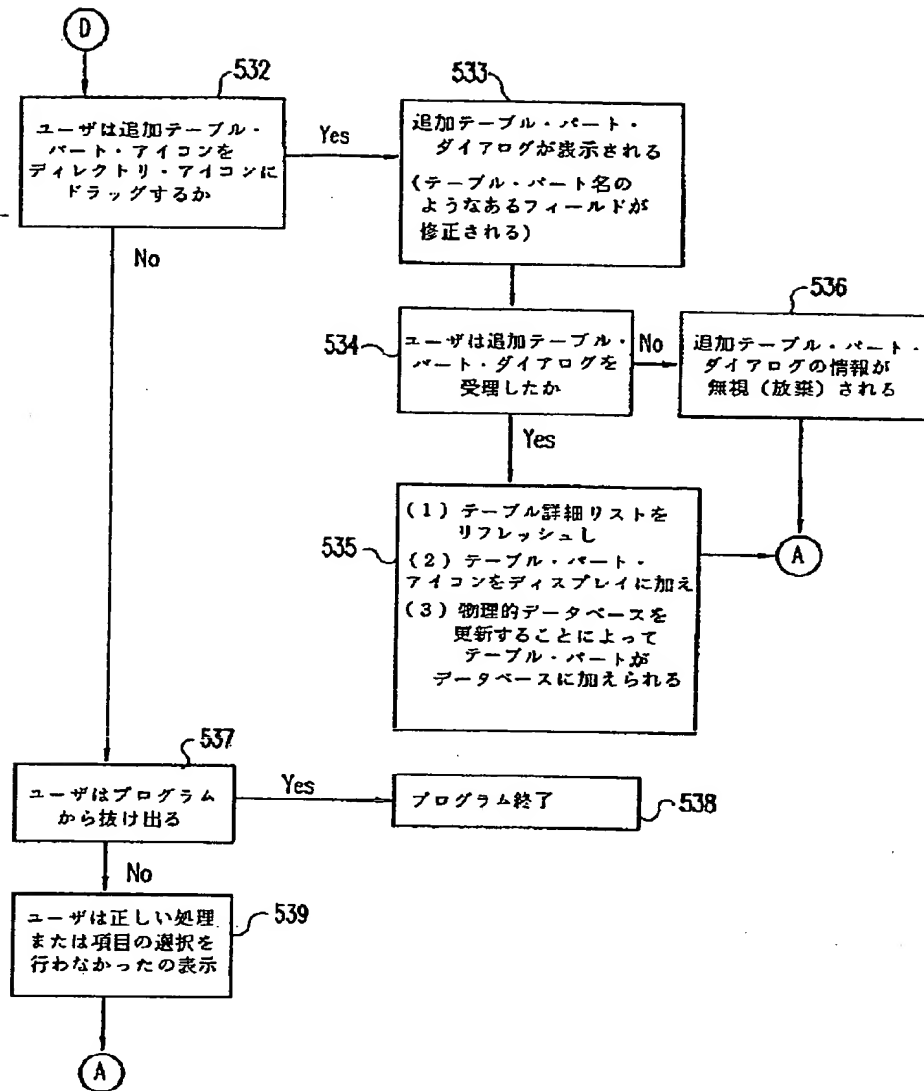 D
532
ユーザは追加テーブル・
パート・アイコンを
ディレクトリ・アイコンに
ドラッグするか
Yes
No
533
追加テーブル・パート・
ダイアログが表示される
(テーブル・パート名の
ようなあるフィールドが
修正される)
534
ユーザは追加テーブル・
パート・ダイアログを
受理したか
No
Yes
536
追加テーブル・パート・
ダイアログの情報が
無視(放棄)される
A
535
(1)テーブル詳細リストを
リフレッシュし
(2)テーブル・パート・
アイコンをディスプレイに加え
(3)物理的データベースを
更新することによって
テーブル・パートが
データベースに加えられる
537
ユーザはプログラム
から抜け出る
Yes
No
プログラム終了
538
539
ユーザは正しい処理
または項目の選択を
行わなかったの表示
A